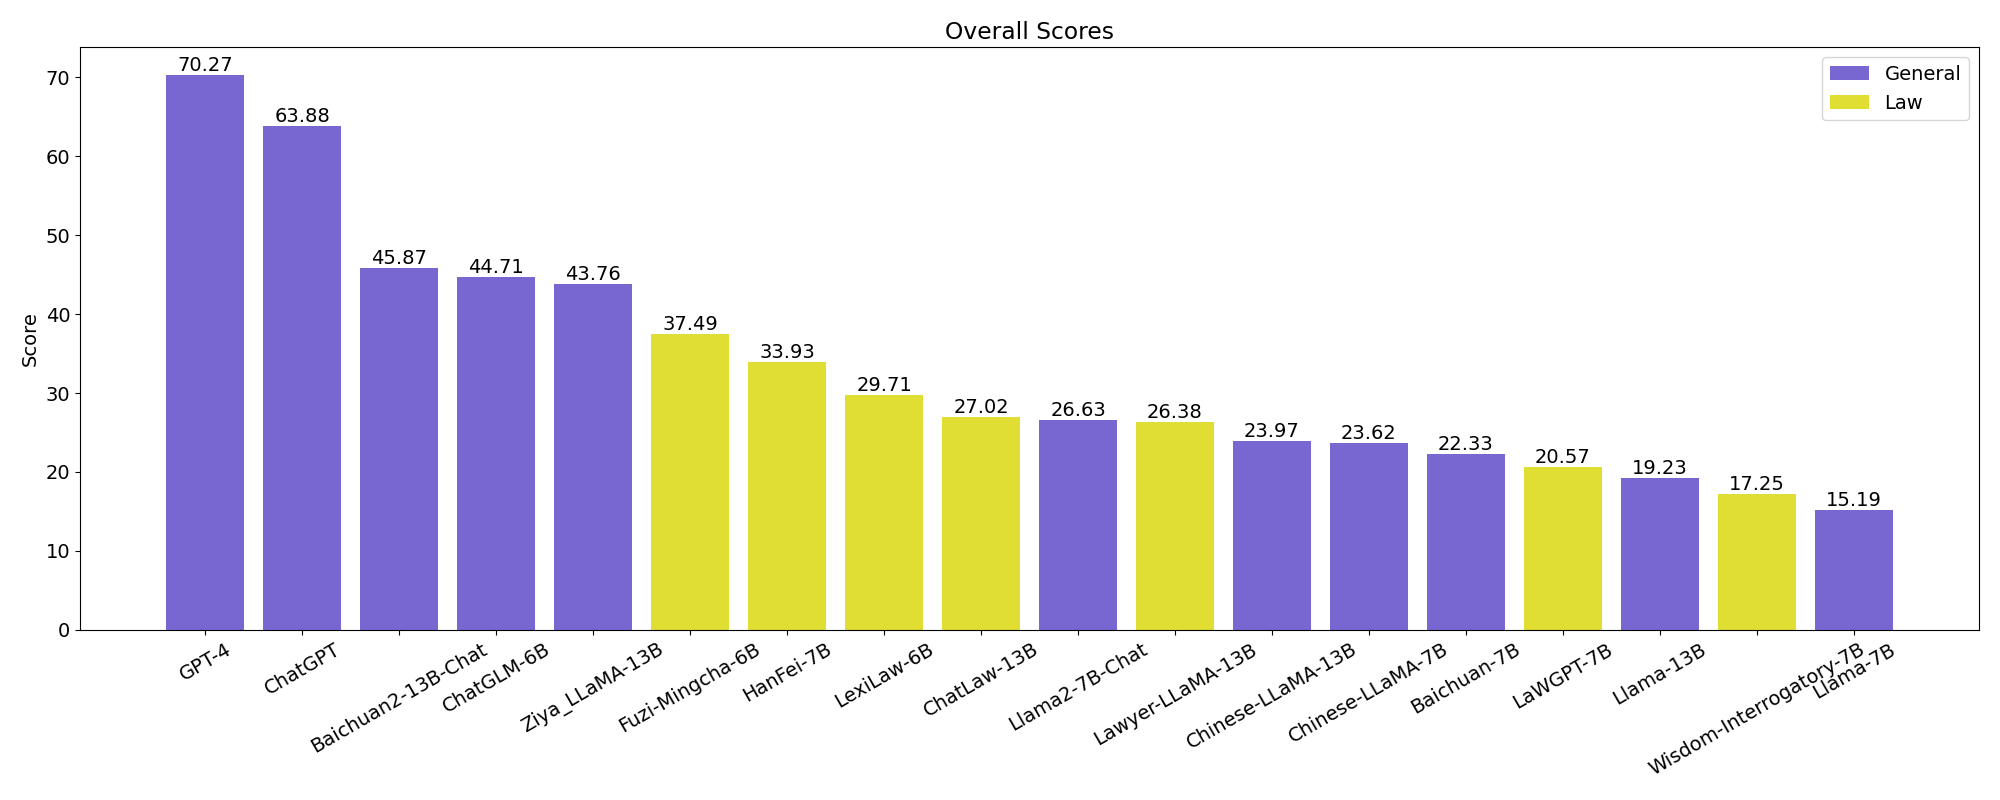 Overall Scores
General
Law
Score
70
60
50
40
30
20
10
0
70.27
63.88
45.87
44.71
43.76
37.49
33.93
29.71
27.02
26.63
26.38
23.97
23.62
22.33
20.57
19.23
17.25
15.19
GPT-4
ChatGPT
Baichuan2-13B-Chat
ChatGLM-6B
Ziya_LLaMA-13B
Fuzi-Mingcha-6B
HanFei-7B
LexiLaw-6B
ChatLaw-13B
Llama2-7B-Chat
Lawyer-LLaMA-13B
Chinese-LLaMA-13B
Chinese-LLaMA-7B
Baichuan-7B
LaWGPT-7B
Llama-13B
Wisdom-Interrogatory-7B
Llama-7B